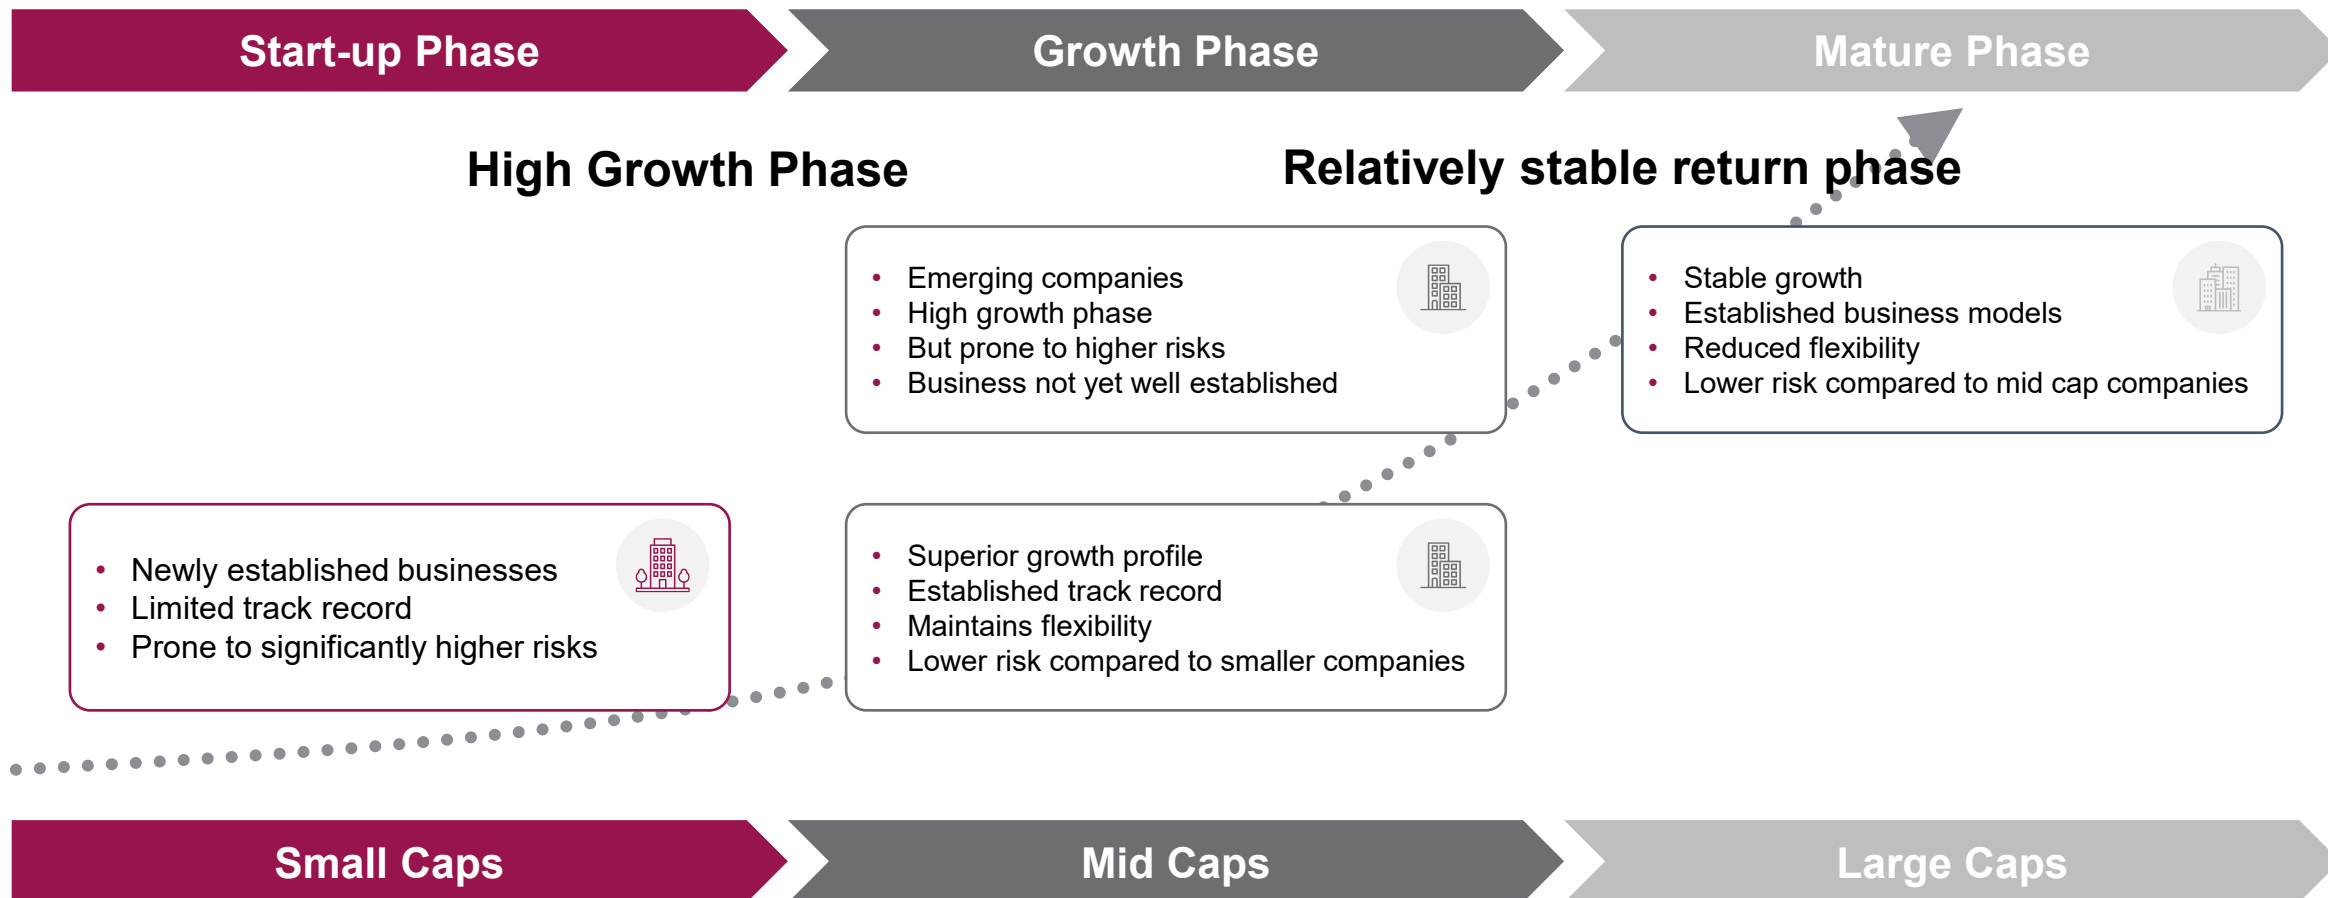 Start-up Phase
Growth Phase
Mature Phase
High Growth Phase
Relatively stable return phase
• Emerging companies
• High growth phase
• But prone to higher risks
• Business not yet well established
• Stable growth
• Established business models
• Reduced flexibility
• Lower risk compared to mid cap companies
• Newly established businesses
• Limited track record
• Prone to significantly higher risks
• Superior growth profile
• Established track record
• Maintains flexibility
• Lower risk compared to smaller companies
Small Caps
Mid Caps
Large Caps